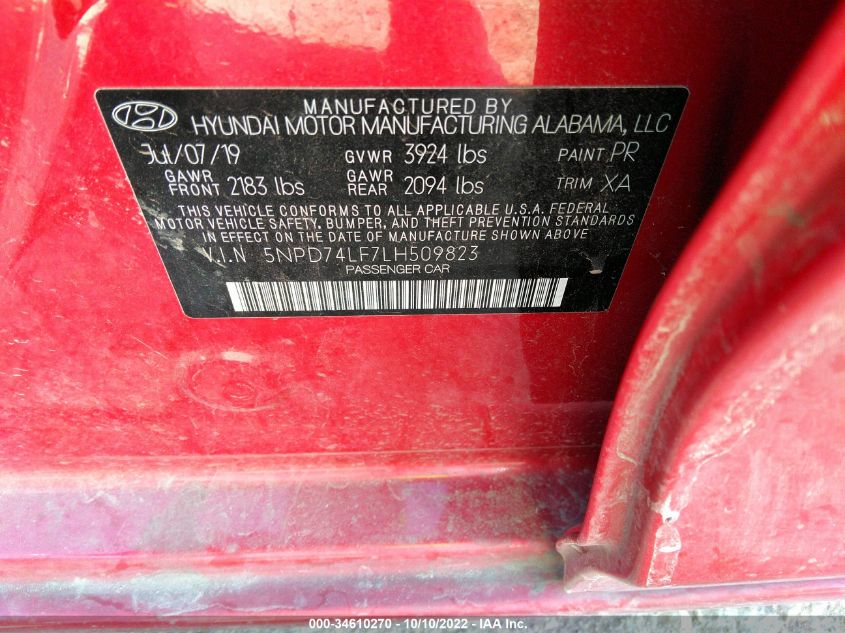 MANUFACTURED BY
HYUNDAI MOTOR MANUFACTURING ALABAMA, LLC
JUL/07/19 GVWR 3924 lbs PAINT PR
GAWR FRONT 2183 lbs GAWR REAR 2094 lbs TRIM XA
THIS VEHICLE CONFORMS TO ALL APPLICABLE U.S.A. FEDERAL
MOTOR VEHICLE SAFETY, BUMPER, AND THEFT PREVENTION STANDARDS
IN EFFECT ON THE DATE OF MANUFACTURE SHOWN ABOVE
V.I.N 5NPD74LF7LH509823
PASSENGER CAR
000-34610270 - 10/10/2022 - IAA Inc.